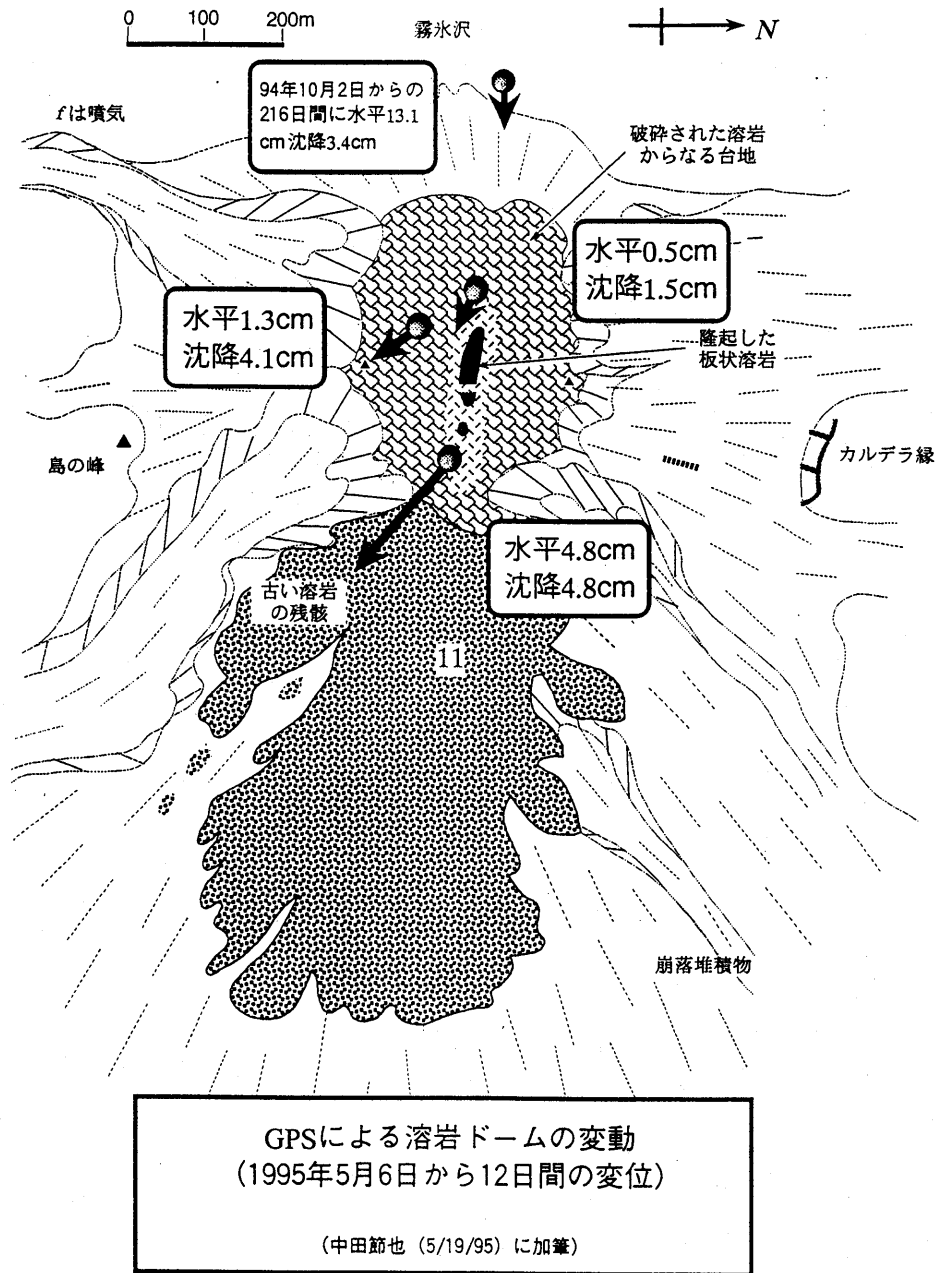 0 100 200m
霧氷沢
N
94年10月2日からの
216日間に水平13.1
cm沈降3.4cm
fは噴気
破砕された溶岩
からなる台地
水平0.5cm
沈降1.5cm
水平1.3cm
沈降4.1cm
隆起した
板状溶岩
島の峰
カルデラ縁
水平4.8cm
沈降4.8cm
古い溶岩
の残骸
11
崩落堆積物
GPSによる溶岩ドームの変動
(1995年5月6日から12日間の変位)
(中田節也 (5/19/95) に加筆)